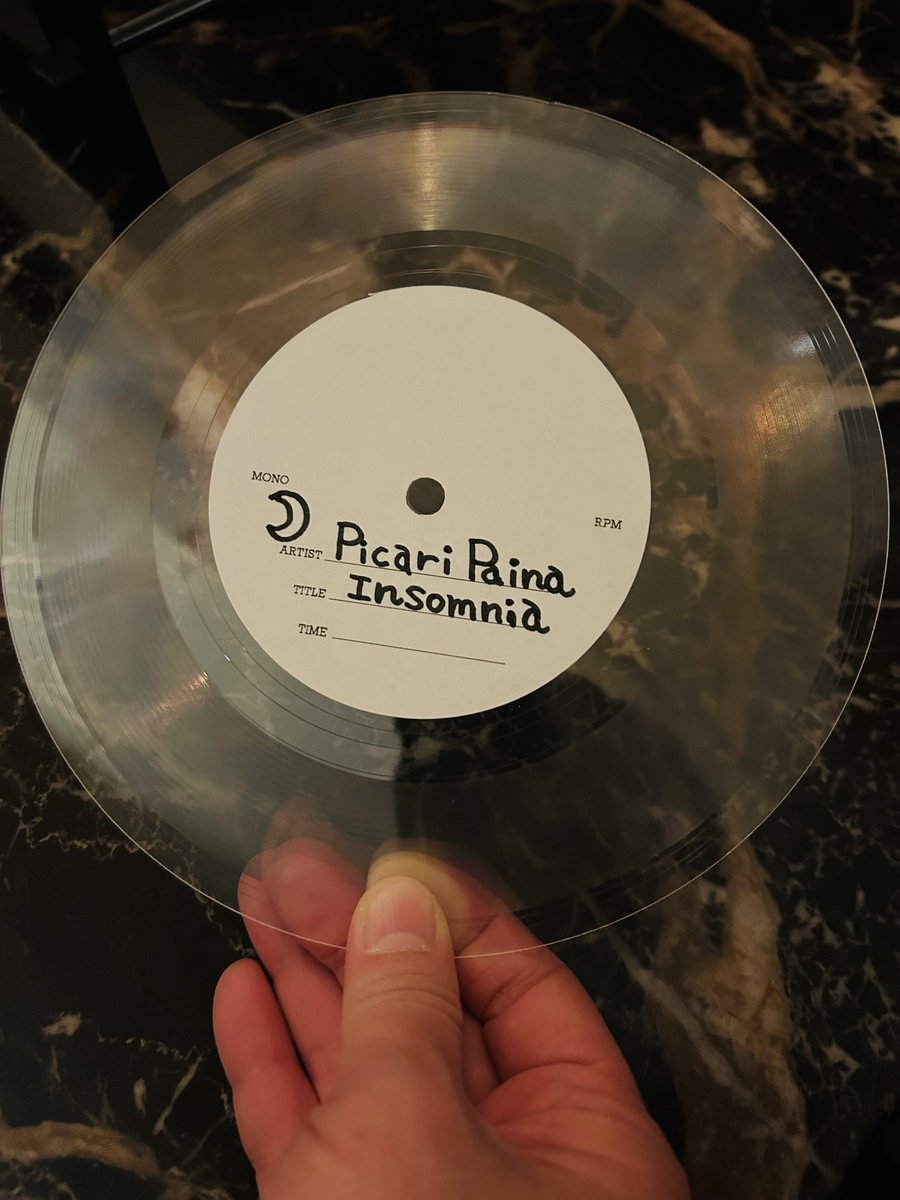 MONO
RPM
ARTIST Picari Paina
TITLE Insomnia
TIME